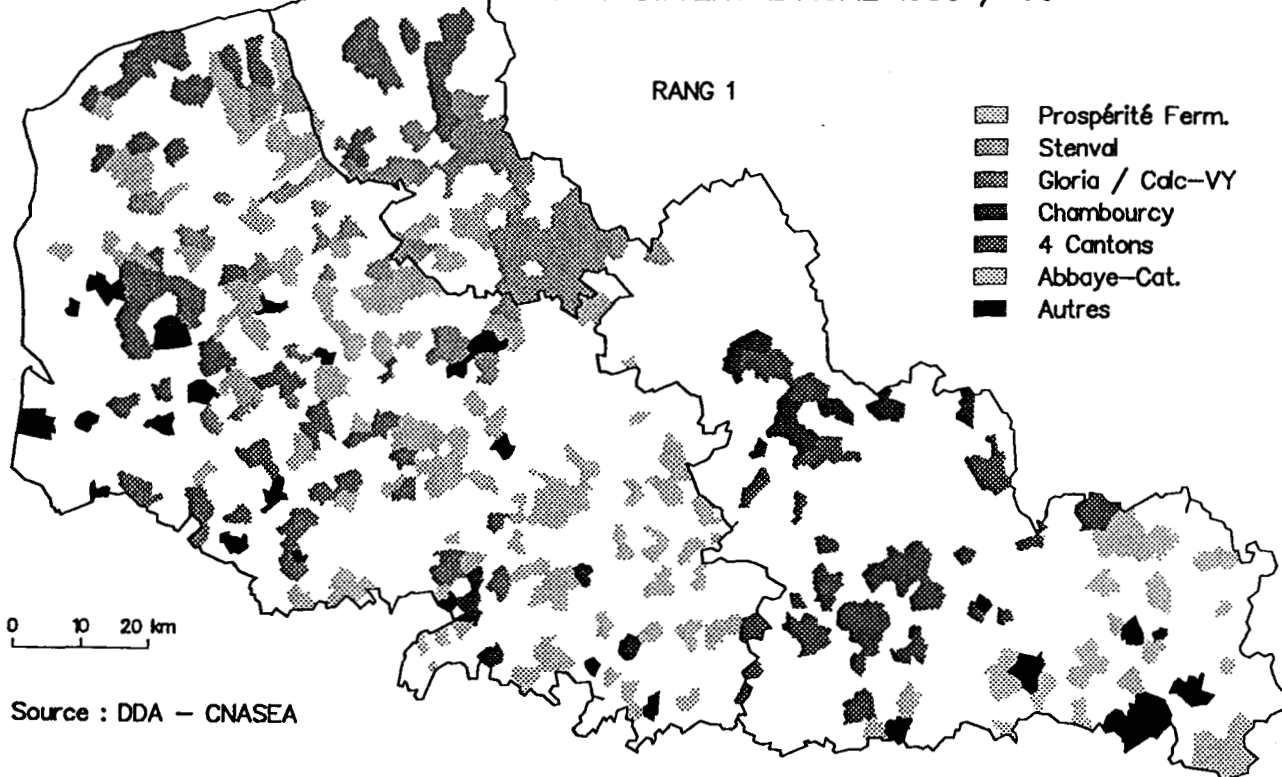 RANG 1
Prospérité Ferm.
Stenval
Gloria / Calc-VY
Chambourcy
4 Cantons
Abbaye-Cat.
Autres
0 10 20 km
Source : DDA - CNASEA